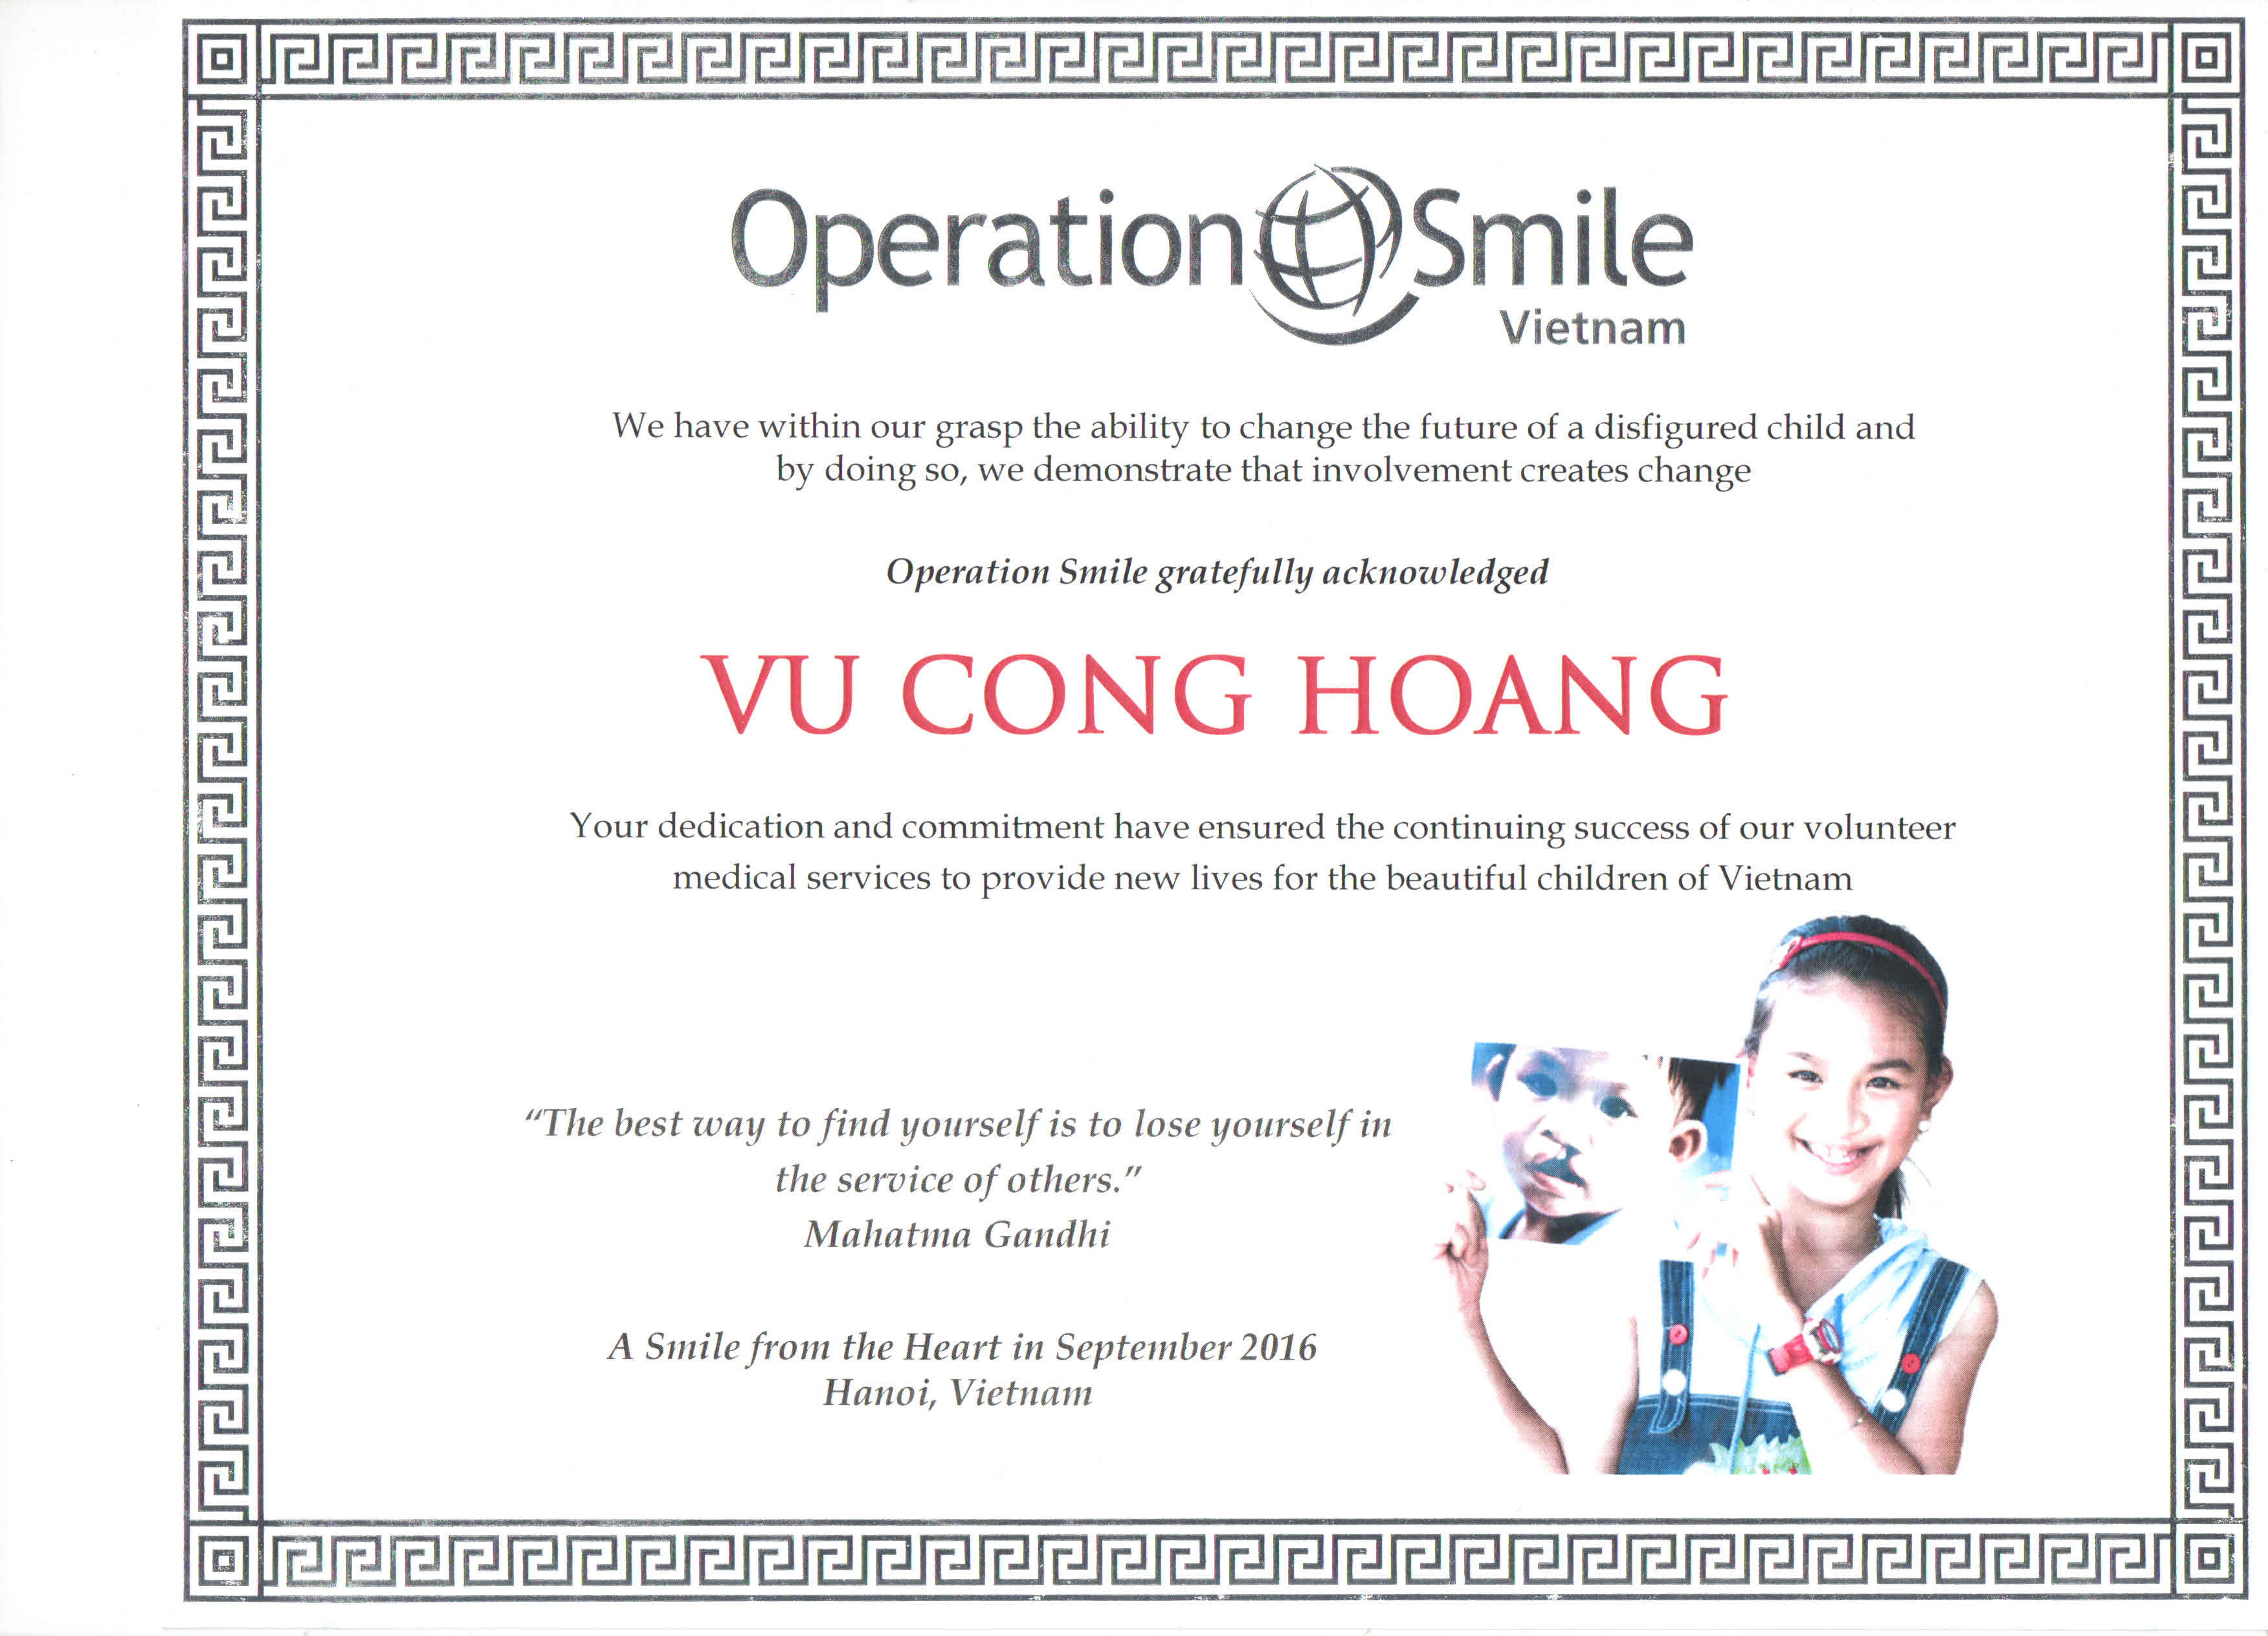 Operation Smile
Vietnam
We have within our grasp the ability to change the future of a disfigured child and
by doing so, we demonstrate that involvement creates change
Operation Smile gratefully acknowledged
VU CONG HOANG
Your dedication and commitment have ensured the continuing success of our volunteer
medical services to provide new lives for the beautiful children of Vietnam
“The best way to find yourself is to lose yourself in
the service of others.”
Mahatma Gandhi
A Smile from the Heart in September 2016
Hanoi, Vietnam